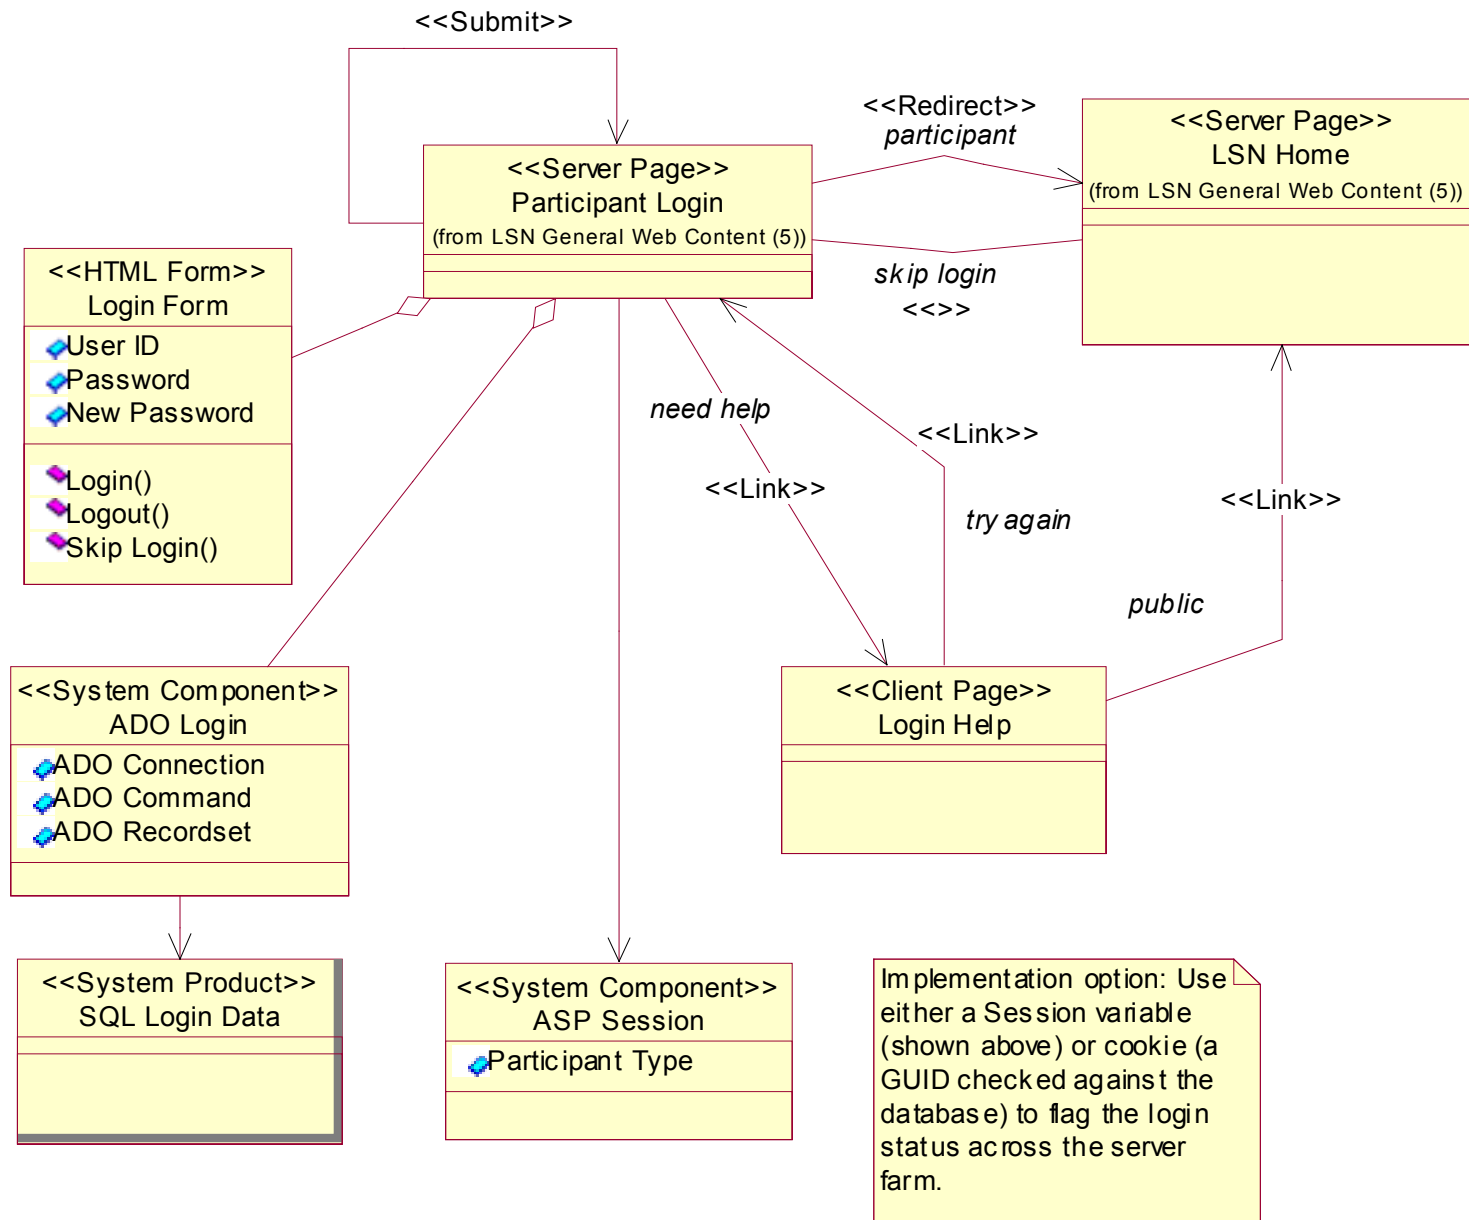 <<Submit>>
<<Redirect>>
participant
<<Server Page>>
LSN Home
(from LSN General Web Content (5))
<<Server Page>>
Participant Login
(from LSN General Web Content (5))
skip login
<<>>
<<HTML Form>>
Login Form
User ID
Password
New Password
Login()
Logout()
Skip Login()
need help
<<Link>>
<<Link>>
try again
<<Link>>
public
<<System Component>>
ADO Login
ADO Connection
ADO Command
ADO Recordset
<<Client Page>>
Login Help
<<System Product>>
SQL Login Data
<<System Component>>
ASP Session
Participant Type
Implementation option: Use
either a Session variable
(shown above) or cookie (a
GUID checked against the
database) to flag the login
status across the server
farm.